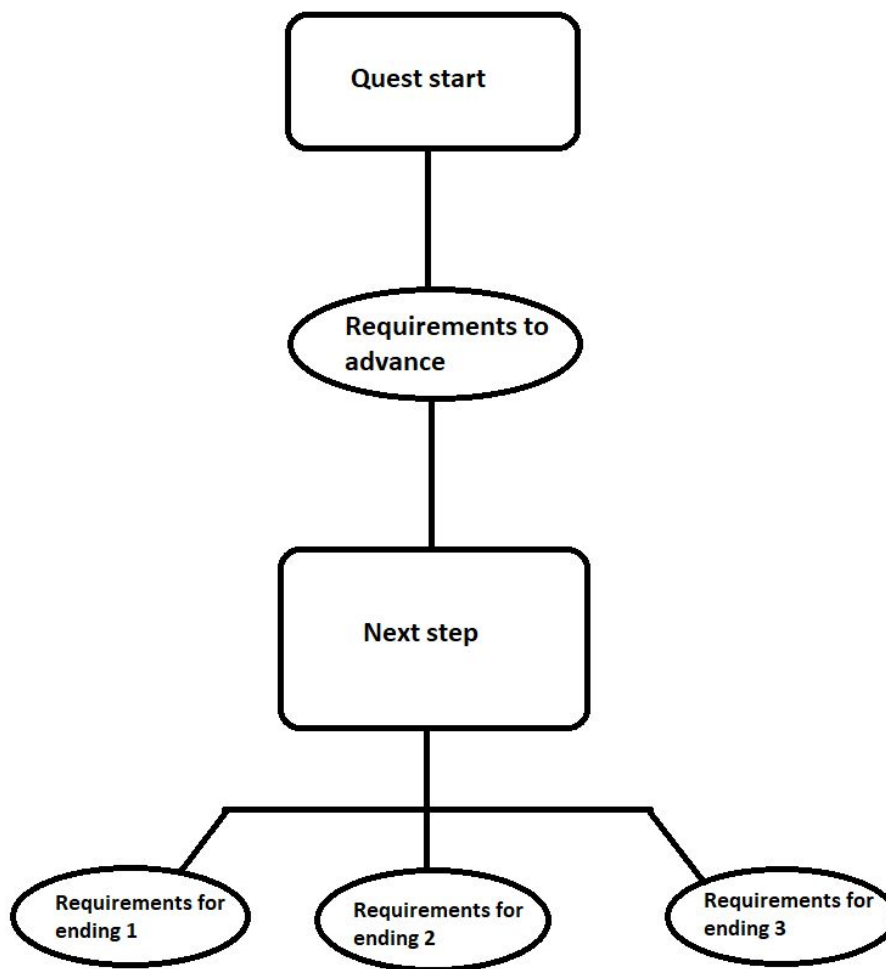 Quest start
Requirements to
advance
Next step
Requirements for
ending 1
Requirements for
ending 2
Requirements for
ending 3